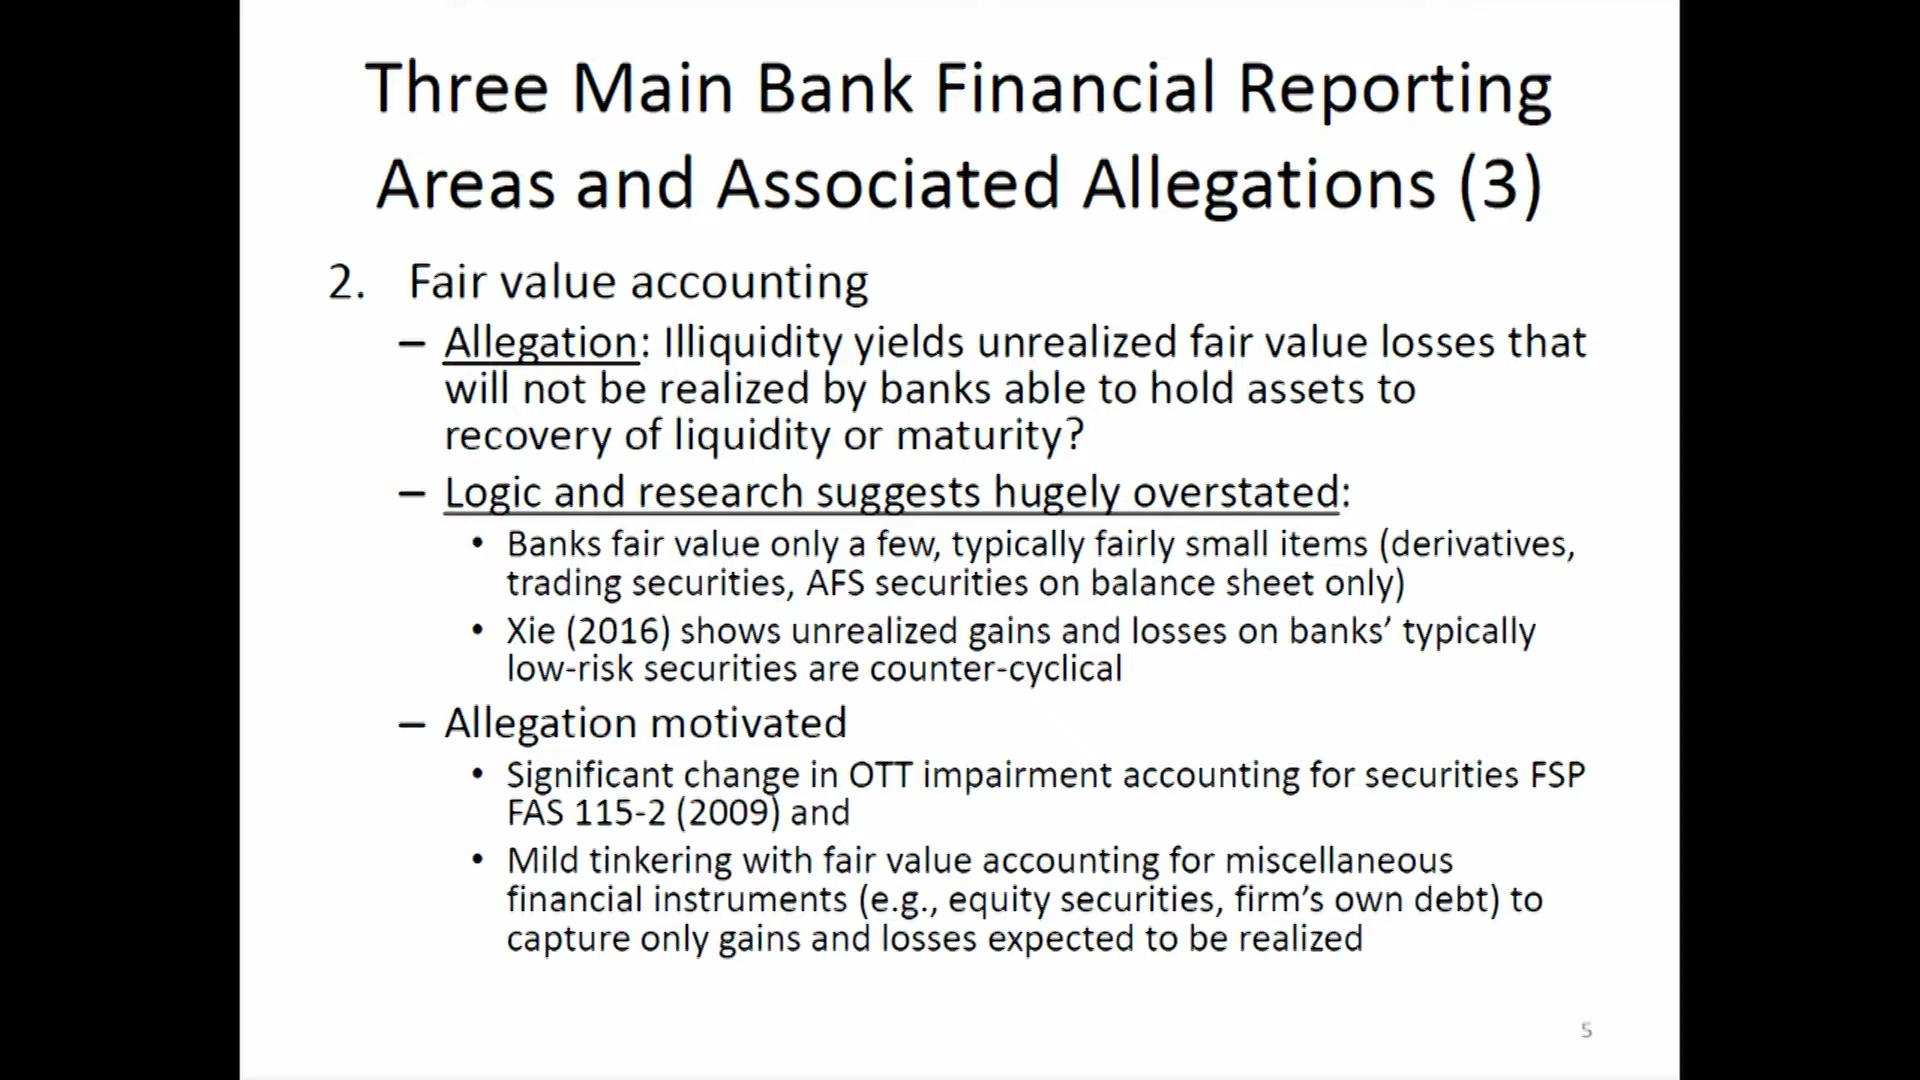 Three Main Bank Financial Reporting
Areas and Associated Allegations (3)
2. Fair value accounting
– Allegation: Illiquidity yields unrealized fair value losses that
will not be realized by banks able to hold assets to
recovery of liquidity or maturity?
– Logic and research suggests hugely overstated:
• Banks fair value only a few, typically fairly small items (derivatives,
trading securities, AFS securities on balance sheet only)
• Xie (2016) shows unrealized gains and losses on banks’ typically
low-risk securities are counter-cyclical
– Allegation motivated
• Significant change in OTT impairment accounting for securities FSP
FAS 115-2 (2009) and
• Mild tinkering with fair value accounting for miscellaneous
financial instruments (e.g., equity securities, firm’s own debt) to
capture only gains and losses expected to be realized
5